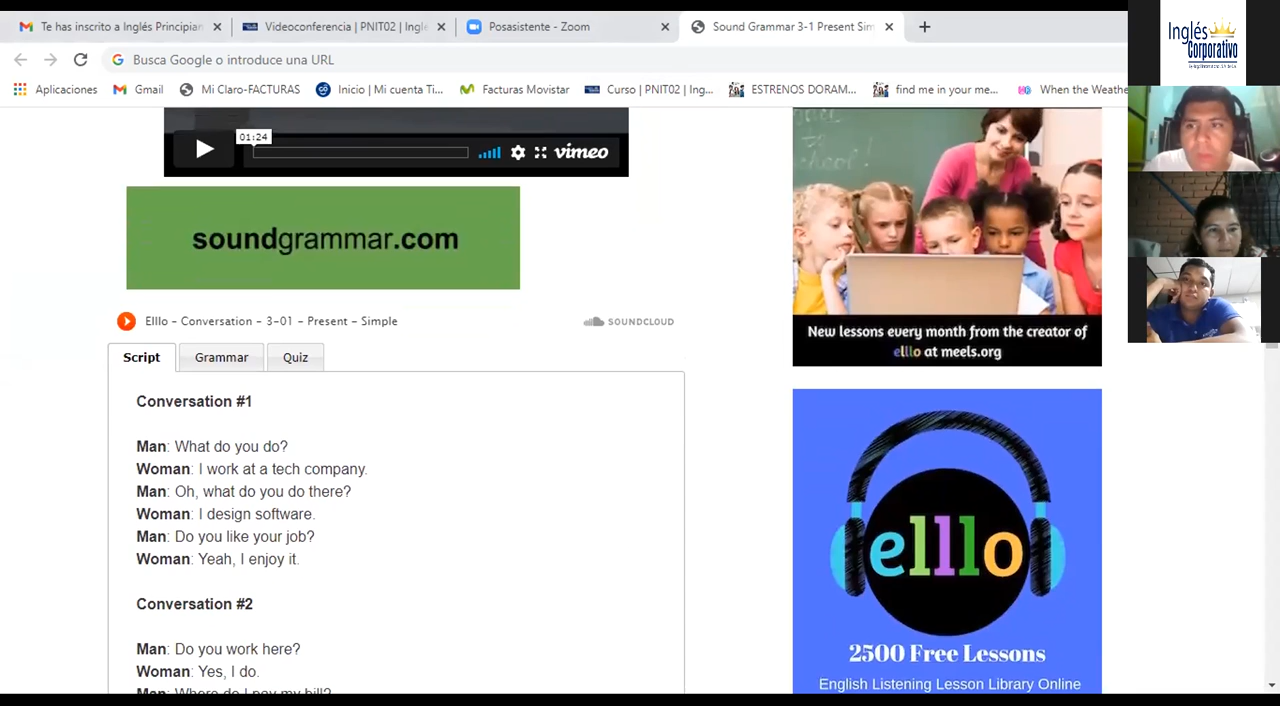 Te has inscrito a Inglés Principian
Videoconferencia | PNIT02 | Ingl
Posasistente - Zoom
Sound Grammar 3-1 Present Sim
Busca Google o introduce una URL
Aplicaciones
Gmail
Mi Claro-FACTURAS
Inicio | Mi cuenta Ti...
Facturas Movistar
Curso | PNIT02 | Ing...
ESTRENOS DORAM...
find me in your me...
When the Weathe
Inglés
Corporativo
01:24
vimeo
soundgrammar.com
Elllo - Conversation - 3-01 - Present - Simple
SOUNDCLOUD
Script
Grammar
Quiz
Conversation #1
Man: What do you do?
Woman: I work at a tech company.
Man: Oh, what do you do there?
Woman: I design software.
Man: Do you like your job?
Woman: Yeah, I enjoy it.
Conversation #2
Man: Do you work here?
Woman: Yes, I do.
Man: Where do I pay my bill?
New lessons every month from the creator of
elllo at meels.org
elllo
2500 Free Lessons
English Listening Lesson Library Online